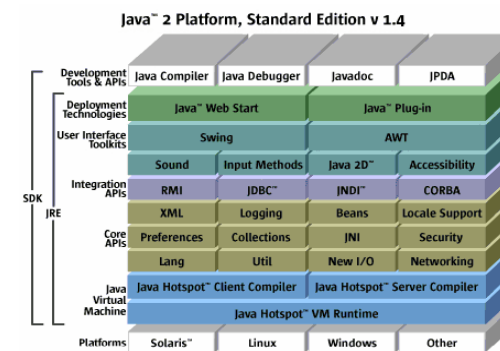 Java™ 2 Platform, Standard Edition v 1.4
Development Tools & APIs
Java Compiler
Java Debugger
Javadoc
JPDA
Deployment Technologies
Java™ Web Start
Java™ Plug-in
User Interface Toolkits
Swing
AWT
Sound
Input Methods
Java 2D™
Accessibility
Integration APIs
RMI
JDBC™
JNDI™
CORBA
SDK
JRE
Core APIs
XML
Logging
Beans
Locale Support
Preferences
Collections
JNI
Security
Lang
Util
New I/O
Networking
Java Virtual Machine
Java Hotspot™ Client Compiler
Java Hotspot™ Server Compiler
Java Hotspot™ VM Runtime
Platforms
Solaris™
Linux
Windows
Other